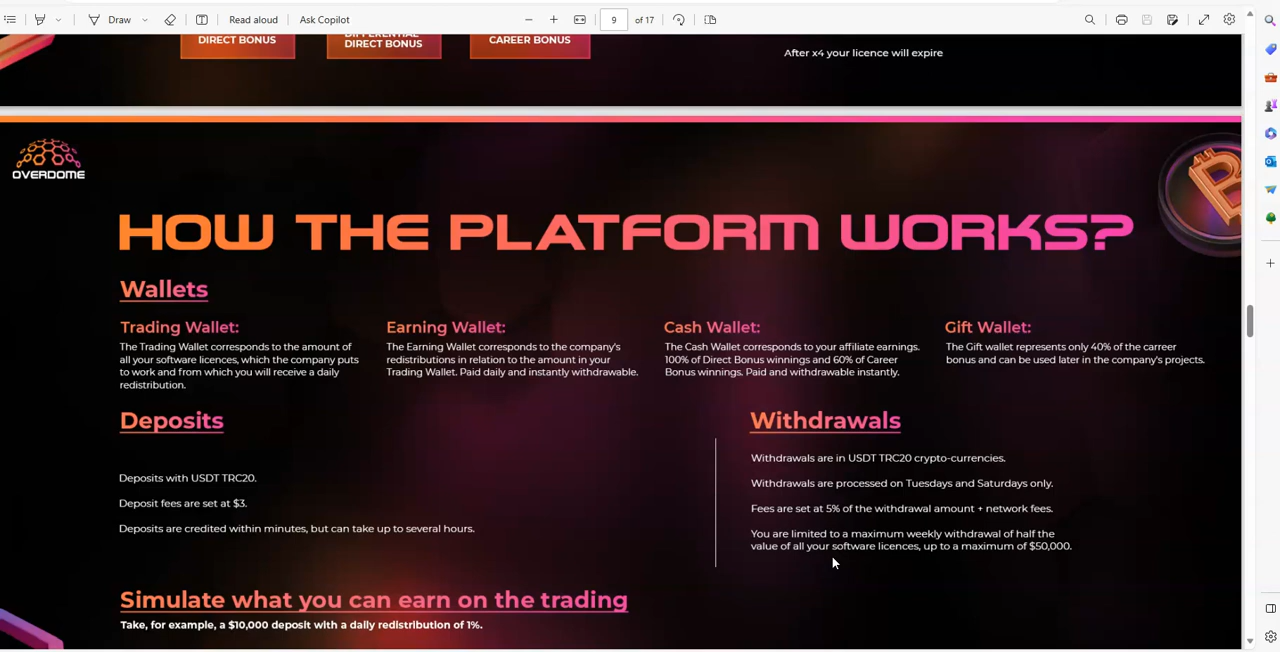 Draw
Read aloud
Ask Copilot
9 of 17
DIRECT BONUS
DIFFERENTIAL
DIRECT BONUS
CAREER BONUS
After x4 your licence will expire
OVERDOME
HOW THE PLATFORM WORKS?
Wallets
Trading Wallet:
The Trading Wallet corresponds to the amount of
all your software licences, which the company puts
to work and from which you will receive a daily
redistribution.
Earning Wallet:
The Earning Wallet corresponds to the company's
redistributions in relation to the amount in your
Trading Wallet. Paid daily and instantly withdrawable.
Cash Wallet:
The Cash Wallet corresponds to your affiliate earnings.
100% of Direct Bonus winnings and 60% of Career
Bonus winnings. Paid and withdrawable instantly.
Gift Wallet:
The Gift wallet represents only 40% of the carreer
bonus and can be used later in the company's projects.
Deposits
Deposits with USDT TRC20.
Deposit fees are set at $3.
Deposits are credited within minutes, but can take up to several hours.
Withdrawals
Withdrawals are in USDT TRC20 crypto-currencies.
Withdrawals are processed on Tuesdays and Saturdays only.
Fees are set at 5% of the withdrawal amount + network fees.
You are limited to a maximum weekly withdrawal of half the
value of all your software licences, up to a maximum of $50,000.
Simulate what you can earn on the trading
Take, for example, a $10,000 deposit with a daily redistribution of 1%.